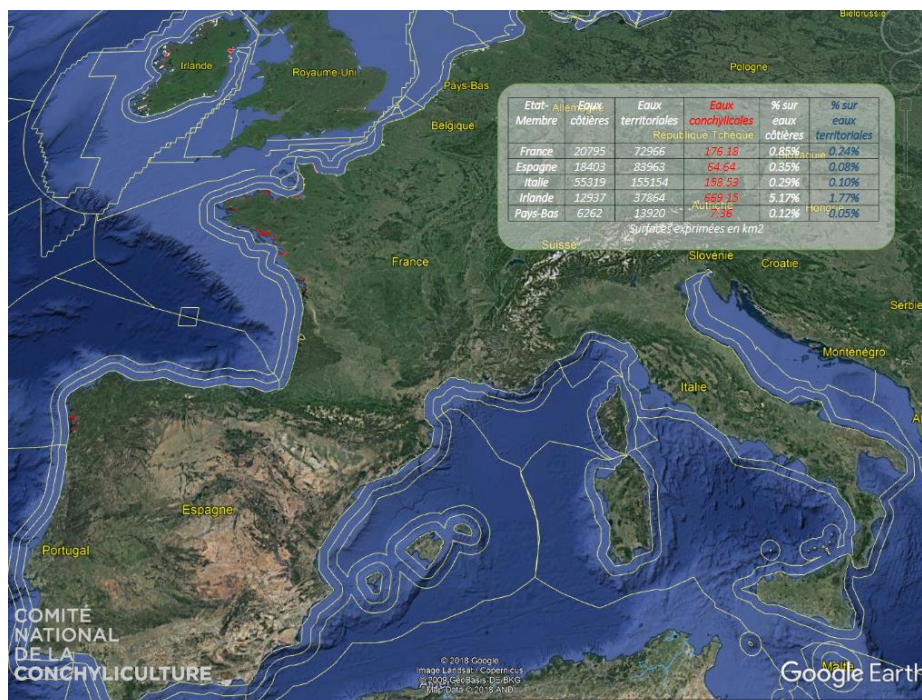 Biélorussie
Irlande
Royaume-Uni
Pologne
Pays-Bas
Allemagne
Belgique
Etat-Membre Eaux côtières Eaux territoriales Eaux conchylicoles % sur eaux côtières % sur eaux territoriales
République Tchèque
France 20795 72966 176.18 0.85% 0.24%
Espagne 18403 83963 64.64 0.35% 0.08%
Italie 55319 155154 158.53 0.29% 0.10%
Irlande 12937 37864 669.15 5.17% 1.77%
Autriche
Hongrie
Pays-Bas 6262 13920 7.36 0.12% 0.05%
Surfaces exprimées en km2
Suisse
Slovénie
Croatie
France
Serbie
Monténégro
Italie
Espagne
Portugal
COMITÉ
NATIONAL
DE LA
CONCHYLICULTURE
© 2018 Google
Image Landsat / Copernicus
© 2009 GeoBasis-DE/BKG
Map Data © 2018 AND
Malte
Google Earth